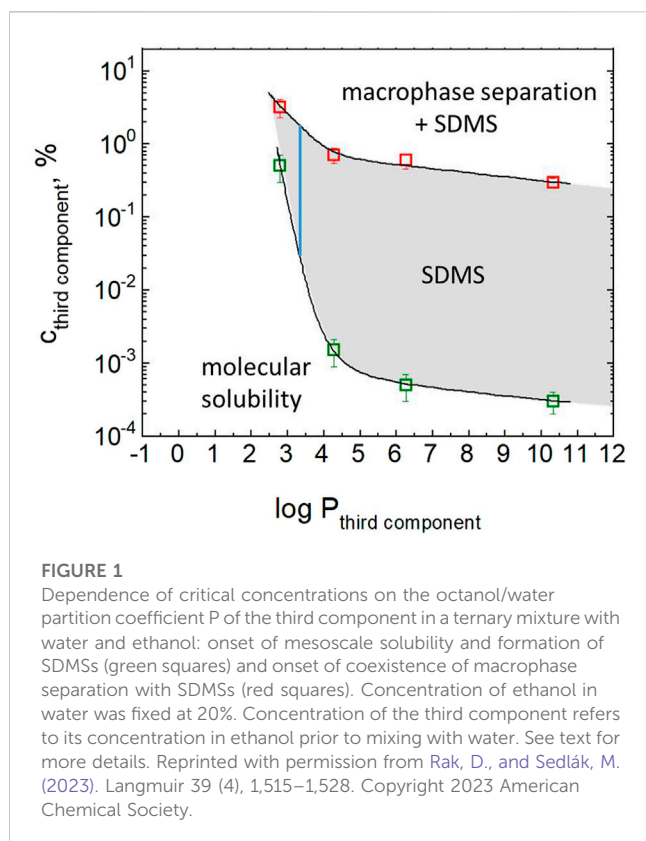 macrophase separation
+ SDMS
SDMS
molecular
solubility
c third component, %
10^1
10^0
10^-1
10^-2
10^-3
10^-4
-1 0 1 2 3 4 5 6 7 8 9 10 11 12
log P third component
FIGURE 1
Dependence of critical concentrations on the octanol/water
partition coefficient P of the third component in a ternary mixture with
water and ethanol: onset of mesoscale solubility and formation of
SDMSs (green squares) and onset of coexistence of macrophase
separation with SDMSs (red squares). Concentration of ethanol in
water was fixed at 20%. Concentration of the third component refers
to its concentration in ethanol prior to mixing with water. See text for
more details. Reprinted with permission from Rak, D., and Sedlák, M.
(2023). Langmuir 39 (4), 1,515–1,528. Copyright 2023 American
Chemical Society.